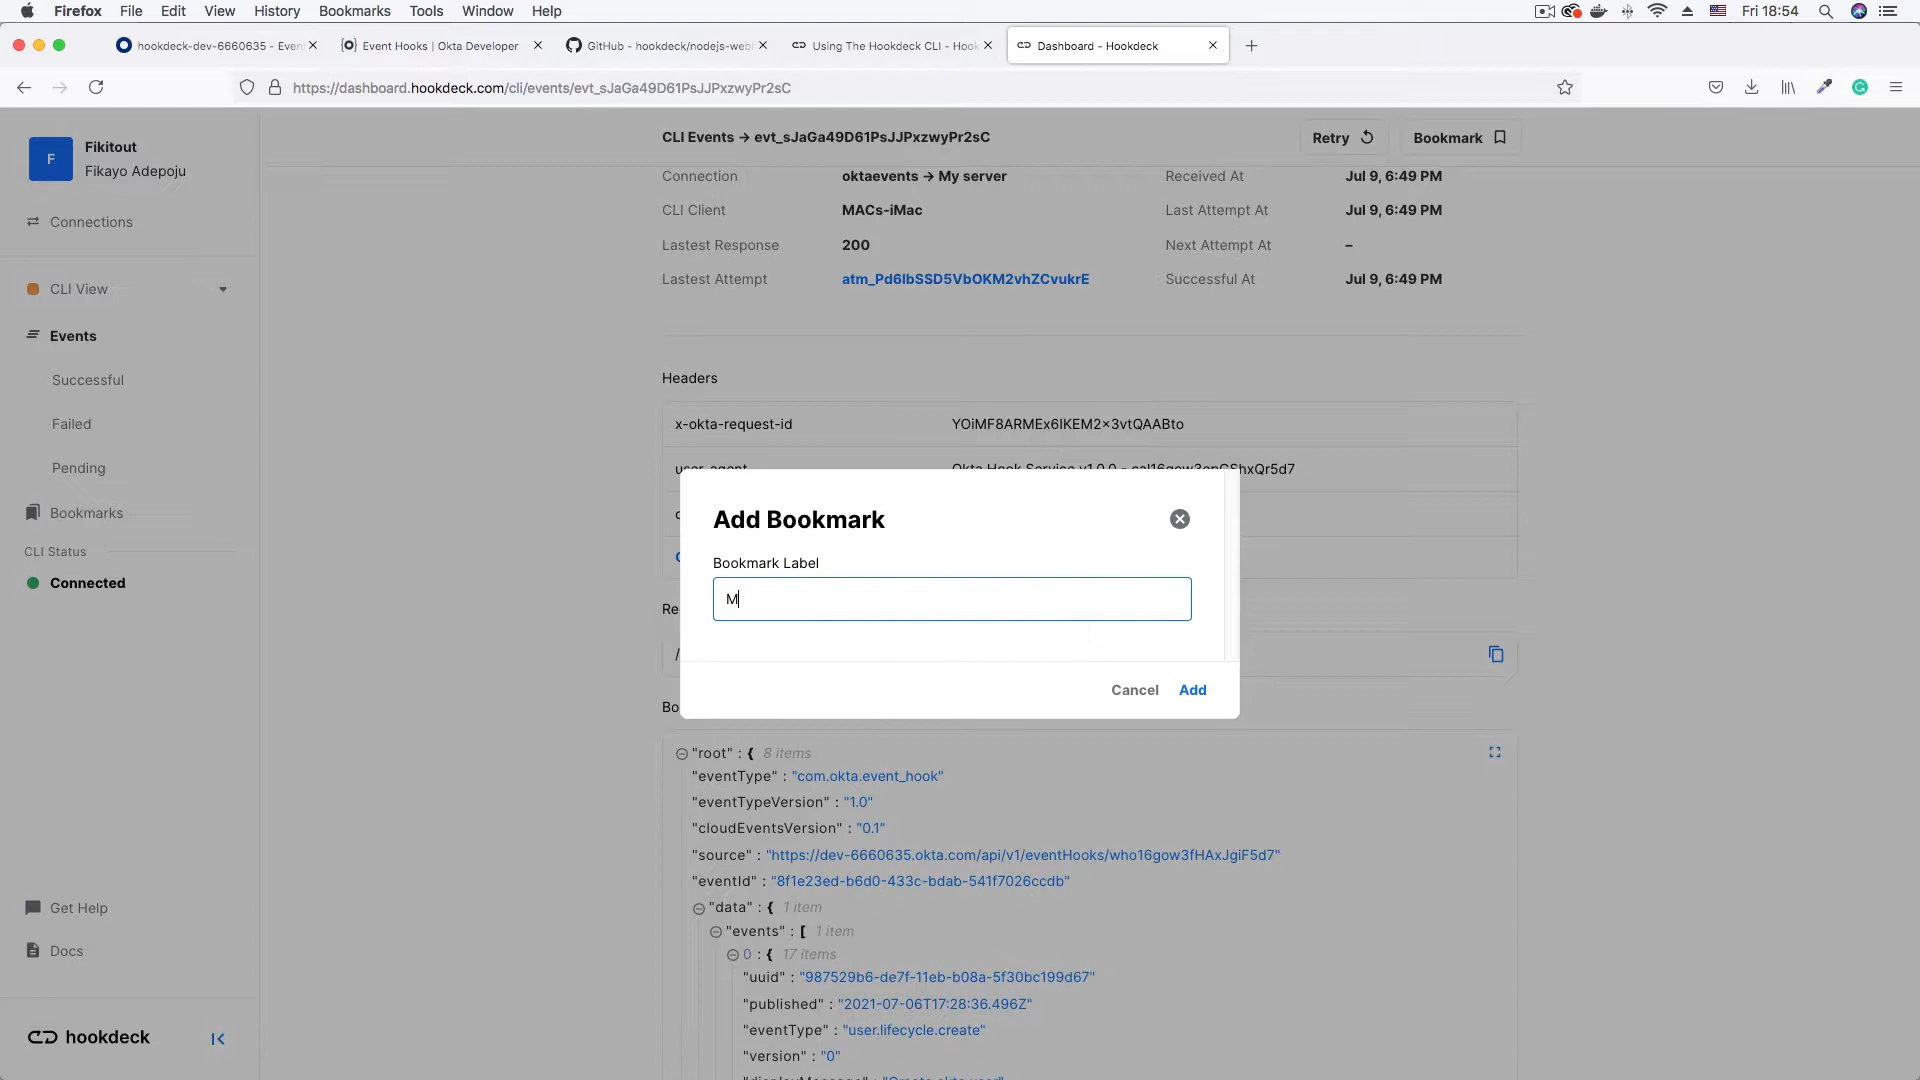 Firefox File Edit View History Bookmarks Tools Window Help Fri 18:54
hookdeck-dev-6660635 - Even
Event Hooks | Okta Developer
GitHub - hookdeck/nodejs-web
Using The Hookdeck CLI - Hook
Dashboard - Hookdeck
https://dashboard.hookdeck.com/cli/events/evt_sJaGa49D61PsJJPxzwyPr2sC
F
Fikitout
Fikayo Adepoju
Connections
CLI View
Events
Successful
Failed
Pending
Bookmarks
CLI Status
Connected
Get Help
Docs
hookdeck
CLI Events → evt_sJaGa49D61PsJJPxzwyPr2sC
Retry
Bookmark
Connection oktaevents → My server Received At Jul 9, 6:49 PM
CLI Client MACs-iMac Last Attempt At Jul 9, 6:49 PM
Lastest Response 200 Next Attempt At –
Lastest Attempt atm_Pd6lbSSD5VbOKM2vhZCvukrE Successful At Jul 9, 6:49 PM
Headers
x-okta-request-id YOiMF8ARMEx6IKEM2x3vtQAABto
Add Bookmark
Bookmark Label
M
Cancel Add
"root" : { 8 items
"eventType" : "com.okta.event_hook"
"eventTypeVersion" : "1.0"
"cloudEventsVersion" : "0.1"
"source" : "https://dev-6660635.okta.com/api/v1/eventHooks/who16gow3fHAxJgiF5d7"
"eventId" : "8f1e23ed-b6d0-433c-bdab-541f7026ccdb"
"data" : { 1 item
"events" : [ 1 item
0 : { 17 items
"uuid" : "987529b6-de7f-11eb-b08a-5f30bc199d67"
"published" : "2021-07-06T17:28:36.496Z"
"eventType" : "user.lifecycle.create"
"version" : "0"